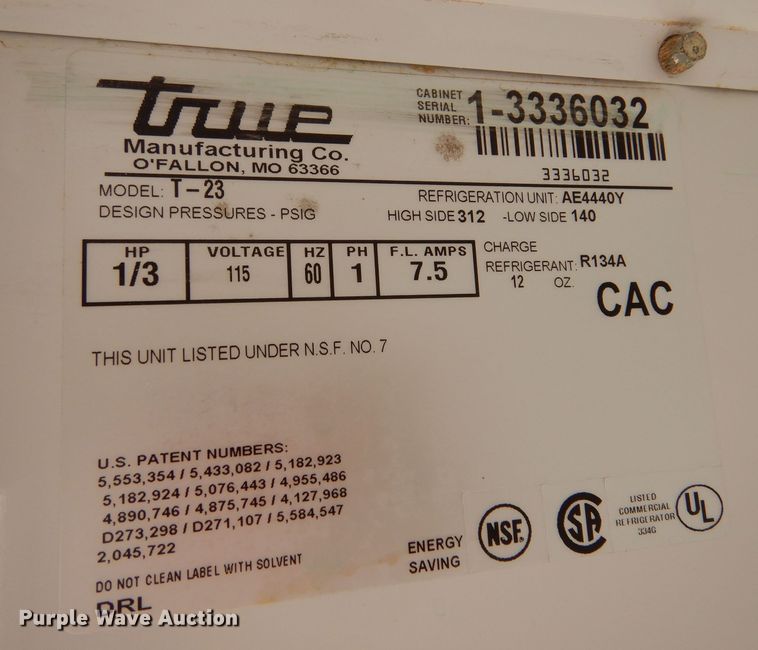 true
Manufacturing Co.
O'FALLON, MO 63366
CABINET
SERIAL
NUMBER: 1-3336032
3336032
MODEL: T-23
REFRIGERATION UNIT: AE4440Y
DESIGN PRESSURES - PSIG
HIGH SIDE 312 -LOW SIDE 140
HP VOLTAGE HZ PH F.L. AMPS
1/3 115 60 1 7.5
CHARGE
REFRIGERANT: R134A
12 OZ.
CAC
THIS UNIT LISTED UNDER N.S.F. NO. 7
U.S. PATENT NUMBERS:
5,553,354 / 5,433,082 / 5,182,923
5,182,924 / 5,076,443 / 4,955,486
4,890,746 / 4,875,745 / 4,127,968
D273,298 / D271,107 / 5,584,547
2,045,722
DO NOT CLEAN LABEL WITH SOLVENT
DRL
ENERGY
SAVING
NSF®
SA
LISTED
COMMERCIAL
REFRIGERATOR
334G
UL
Purple Wave Auction